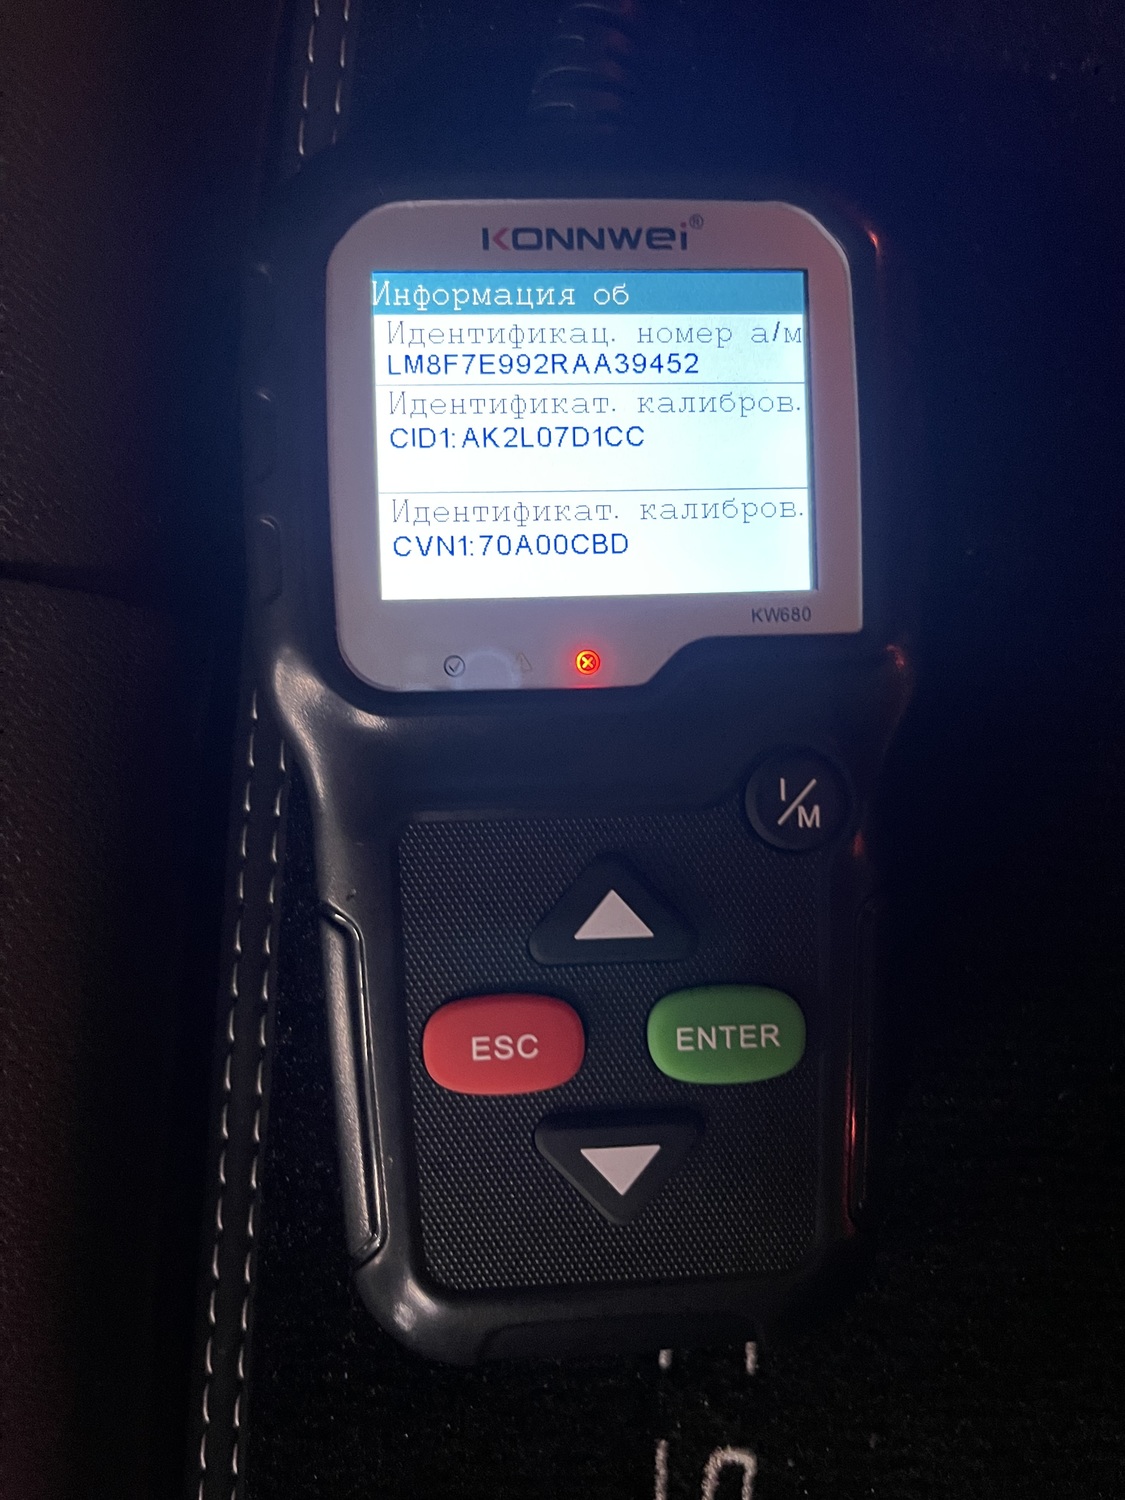 KONNWEI®
Информация об
Идентификац. номер а/м
LM8F7E992RAA39452
Идентификат. калибров.
CID1:AK2L07D1CC
Идентификат. калибров.
CVN1:70A00CBD
KW680
I/M
ESC
ENTER